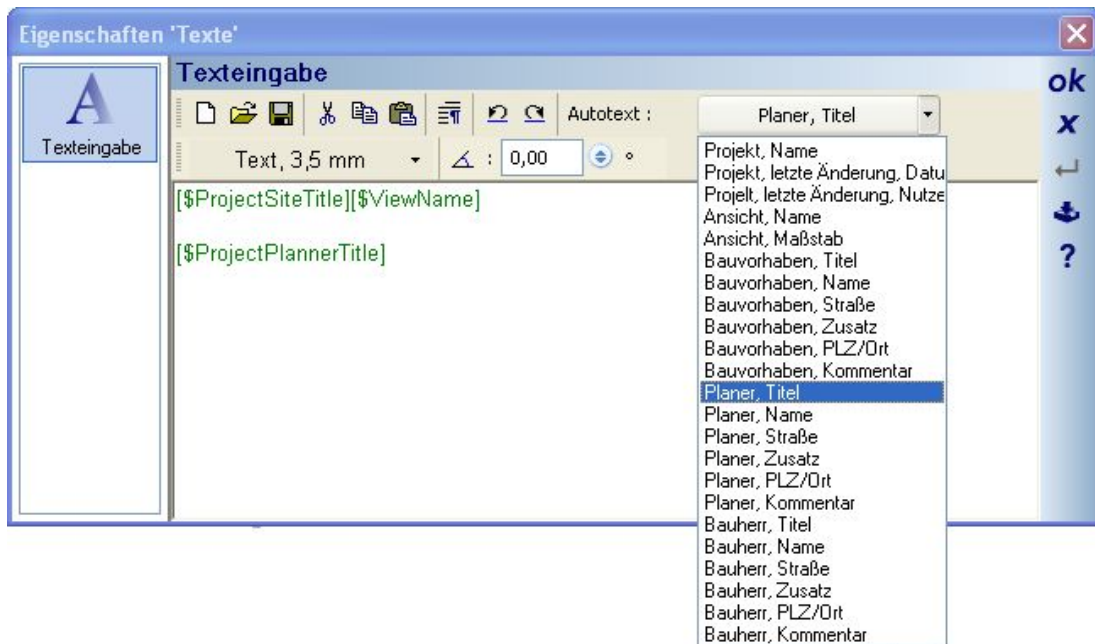 Eigenschaften 'Texte'
Texteingabe
ok
Autotext :
Planer, Titel
x
Texteingabe
Text, 3,5 mm
: 0,00 °
?
[$ProjectSiteTitle][$ViewName]
[$ProjectPlannerTitle]
Projekt, Name
Projekt, letzte Änderung, Datu
Projelt, letzte Änderung, Nutze
Ansicht, Name
Ansicht, Maßstab
Bauvorhaben, Titel
Bauvorhaben, Name
Bauvorhaben, Straße
Bauvorhaben, Zusatz
Bauvorhaben, PLZ/Ort
Bauvorhaben, Kommentar
Planer, Titel
Planer, Name
Planer, Straße
Planer, Zusatz
Planer, PLZ/Ort
Planer, Kommentar
Bauherr, Titel
Bauherr, Name
Bauherr, Straße
Bauherr, Zusatz
Bauherr, PLZ/Ort
Bauherr, Kommentar